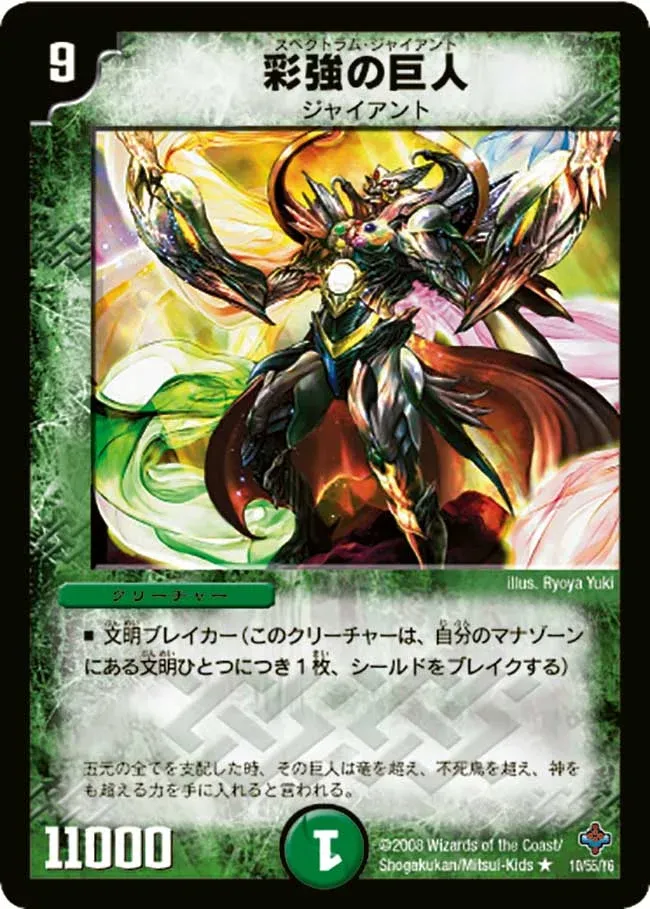 9
スペクトラム・ジャイアント
彩強の巨人
ジャイアント
illus. Ryoya Yuki
クリーチャー
■ 文明ブレイカー(このクリーチャーは、自分のマナゾーン
にある文明ひとつにつき1枚、シールドをブレイクする)
五元の全てを支配した時、その巨人は竜を超え、不死鳥を超え、神を
も超える力を手に入れると言われる。
11000
1
©2008 Wizards of the Coast/
Shogakukan/Mitsui-Kids ★ 10/55/Y6